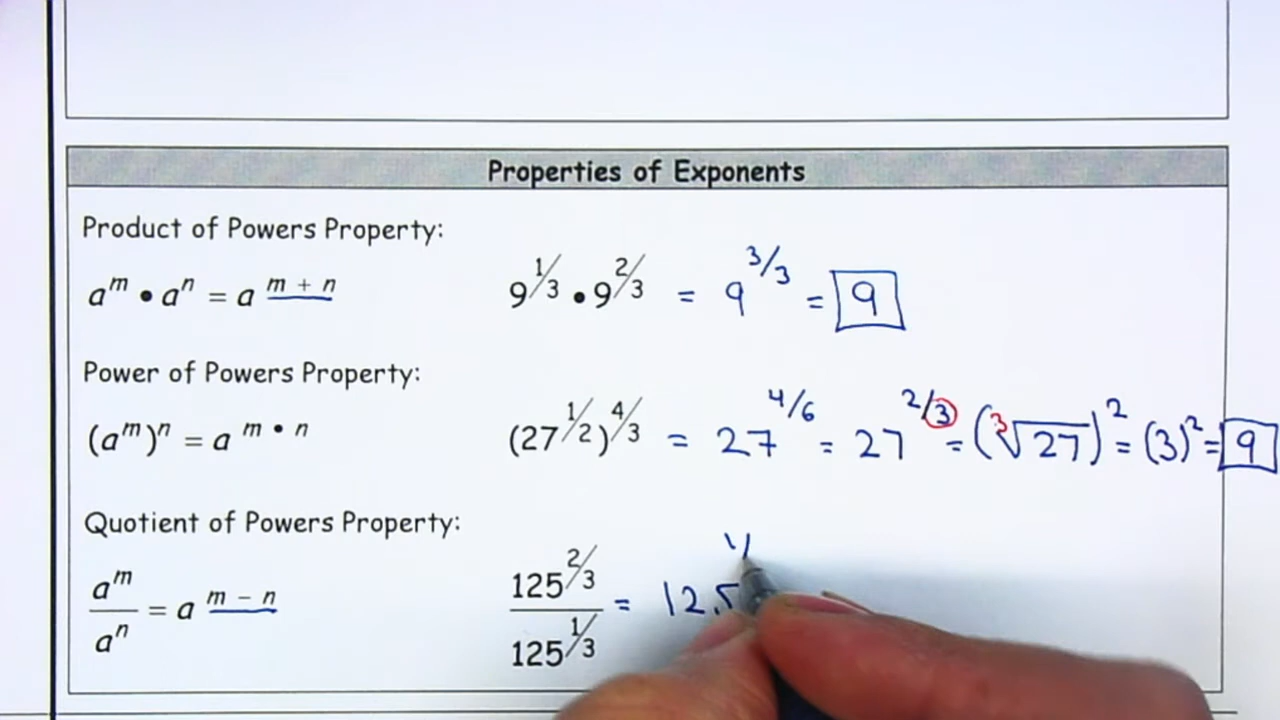 Properties of Exponents
Product of Powers Property:
a^m • a^n = a^(m + n)    9^(1/3) • 9^(2/3) = 9^(3/3) = 9
Power of Powers Property:
(a^m)^n = a^(m • n)    (27^(1/2))^(4/3) = 27^(4/6) = 27^(2/3) = (∛27)^2 = (3)^2 = 9
Quotient of Powers Property:
a^m/a^n = a^(m − n)    125^(2/3)/125^(1/3) = 125^(1/